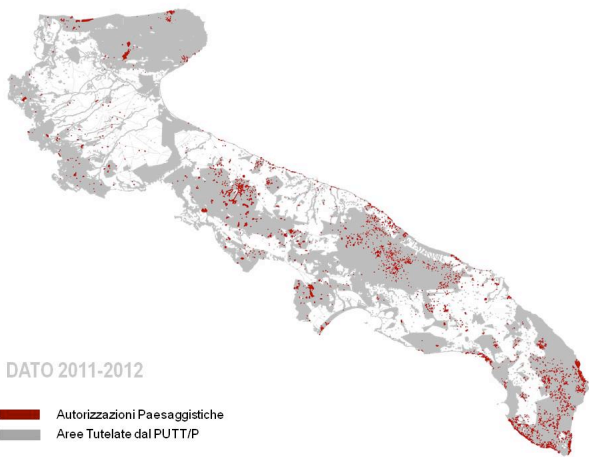 DATO 2011-2012
Autorizzazioni Paesaggistiche
Aree Tutelate dal PUTT/P